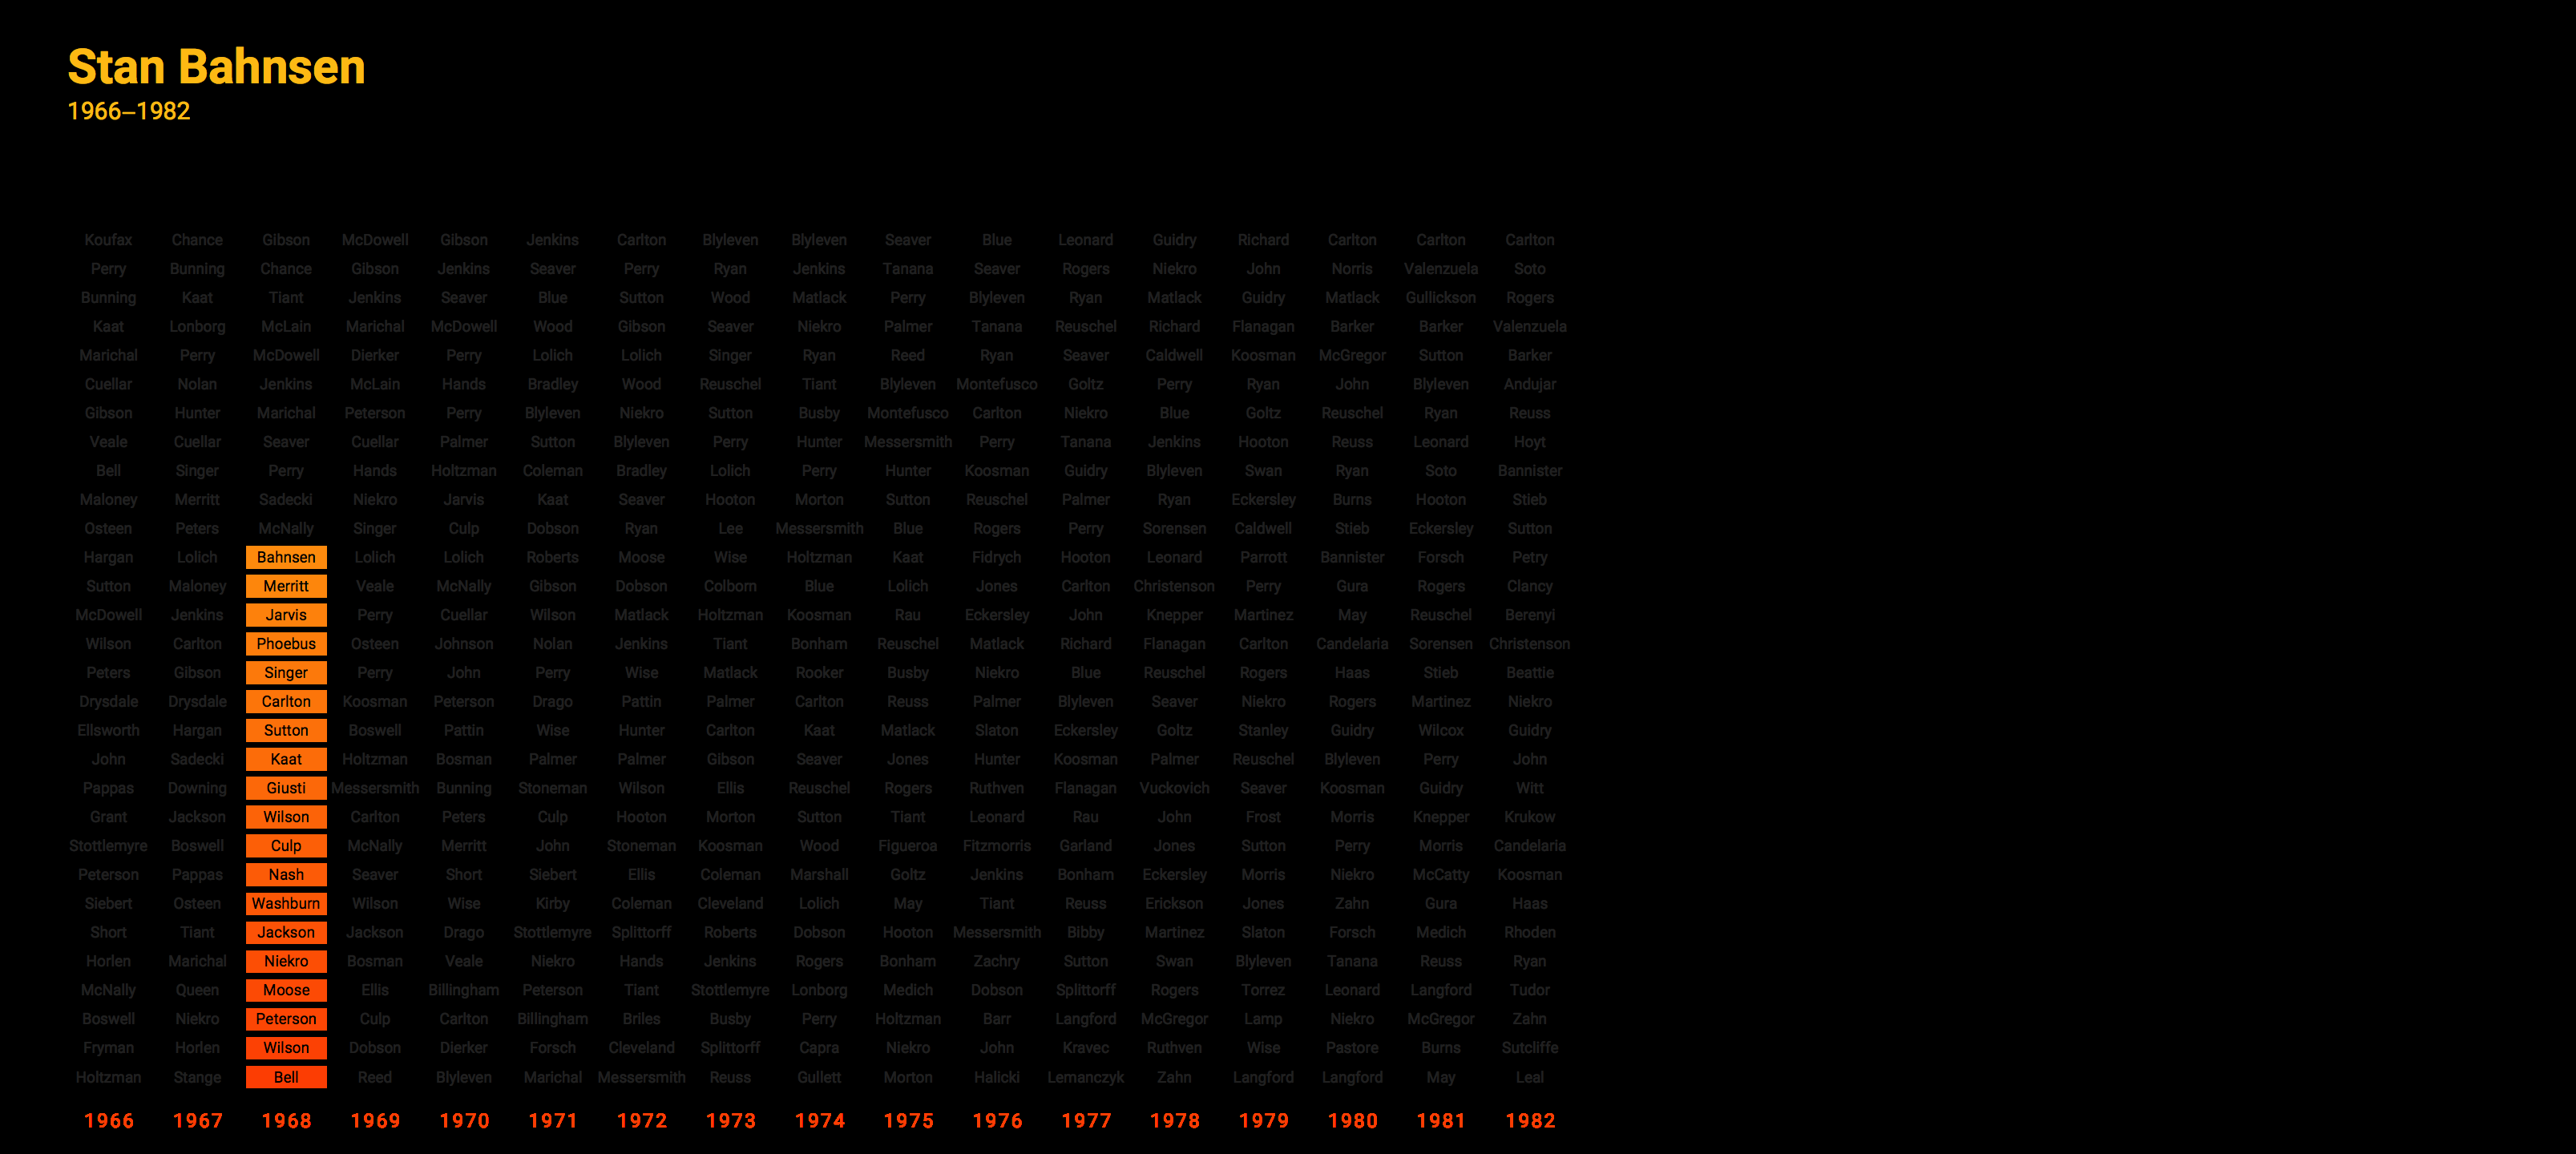 Stan Bahnsen
1966–1982
Koufax Chance Gibson McDowell Gibson Jenkins Carlton Blyleven Blyleven Seaver Blue Leonard Guidry Richard Carlton Carlton Carlton
Perry Bunning Chance Gibson Jenkins Seaver Perry Ryan Jenkins Tanana Seaver Rogers Niekro John Norris Valenzuela Soto
Bunning Kaat Tiant Jenkins Seaver Blue Sutton Wood Matlack Perry Blyleven Ryan Matlack Guidry Matlack Gullickson Rogers
Kaat Lonborg McLain Marichal McDowell Wood Gibson Seaver Niekro Palmer Tanana Reuschel Richard Flanagan Barker Barker Valenzuela
Marichal Perry McDowell Dierker Perry Lolich Lolich Singer Ryan Reed Ryan Seaver Caldwell Koosman McGregor Sutton Barker
Cuellar Nolan Jenkins McLain Hands Bradley Wood Reuschel Tiant Blyleven Montefusco Goltz Perry Ryan John Blyleven Andujar
Gibson Hunter Marichal Peterson Perry Blyleven Niekro Sutton Busby Montefusco Carlton Niekro Blue Goltz Reuschel Ryan Reuss
Veale Cuellar Seaver Cuellar Palmer Sutton Blyleven Perry Hunter Messersmith Perry Tanana Jenkins Hooton Reuss Leonard Hoyt
Bell Singer Perry Hands Holtzman Coleman Bradley Lolich Perry Hunter Koosman Guidry Blyleven Swan Ryan Soto Bannister
Maloney Merritt Sadecki Niekro Jarvis Kaat Seaver Hooton Morton Sutton Reuschel Palmer Ryan Eckersley Burns Hooton Stieb
Osteen Peters McNally Singer Culp Dobson Ryan Lee Messersmith Blue Rogers Perry Sorensen Caldwell Stieb Eckersley Sutton
Hargan Lolich Bahnsen Lolich Lolich Roberts Moose Wise Holtzman Kaat Fidrych Hooton Leonard Parrott Bannister Forsch Petry
Sutton Maloney Merritt Veale McNally Gibson Dobson Colborn Blue Lolich Jones Carlton Christenson Perry Gura Rogers Clancy
McDowell Jenkins Jarvis Perry Cuellar Wilson Matlack Holtzman Koosman Rau Eckersley John Knepper Martinez May Reuschel Berenyi
Wilson Carlton Phoebus Osteen Johnson Nolan Jenkins Tiant Bonham Reuschel Matlack Richard Flanagan Carlton Candelaria Sorensen Christenson
Peters Gibson Singer Perry John Perry Wise Matlack Rooker Busby Niekro Blue Reuschel Rogers Haas Stieb Beattie
Drysdale Drysdale Carlton Koosman Peterson Drago Pattin Palmer Carlton Reuss Palmer Blyleven Seaver Niekro Rogers Martinez Niekro
Ellsworth Hargan Sutton Boswell Pattin Wise Hunter Carlton Kaat Matlack Slaton Eckersley Goltz Stanley Guidry Wilcox Guidry
John Sadecki Kaat Holtzman Bosman Palmer Palmer Gibson Seaver Jones Hunter Koosman Palmer Reuschel Blyleven Perry John
Pappas Downing Giusti Messersmith Bunning Stoneman Wilson Ellis Reuschel Rogers Ruthven Flanagan Vuckovich Seaver Koosman Guidry Witt
Grant Jackson Wilson Carlton Peters Culp Hooton Morton Sutton Tiant Leonard Rau John Frost Morris Knepper Krukow
Stottlemyre Boswell Culp McNally Merritt John Stoneman Koosman Wood Figueroa Fitzmorris Garland Jones Sutton Perry Morris Candelaria
Peterson Pappas Nash Seaver Short Siebert Ellis Coleman Marshall Goltz Jenkins Bonham Eckersley Morris Niekro McCatty Koosman
Siebert Osteen Washburn Wilson Wise Kirby Coleman Cleveland Lolich May Tiant Reuss Erickson Jones Zahn Gura Haas
Short Tiant Jackson Jackson Drago Stottlemyre Splittorff Roberts Dobson Hooton Messersmith Bibby Martinez Slaton Forsch Medich Rhoden
Horlen Marichal Niekro Bosman Veale Niekro Hands Jenkins Rogers Bonham Zachry Sutton Swan Blyleven Tanana Reuss Ryan
McNally Queen Moose Ellis Billingham Peterson Tiant Stottlemyre Lonborg Medich Dobson Splittorff Rogers Torrez Leonard Langford Tudor
Boswell Niekro Peterson Culp Carlton Billingham Briles Busby Perry Holtzman Barr Langford McGregor Lamp Niekro McGregor Zahn
Fryman Horlen Wilson Dobson Dierker Forsch Cleveland Splittorff Capra Niekro John Kravec Ruthven Wise Pastore Burns Sutcliffe
Holtzman Stange Bell Reed Blyleven Marichal Messersmith Reuss Gullett Morton Halicki Lemanczyk Zahn Langford Langford May Leal
1966 1967 1968 1969 1970 1971 1972 1973 1974 1975 1976 1977 1978 1979 1980 1981 1982